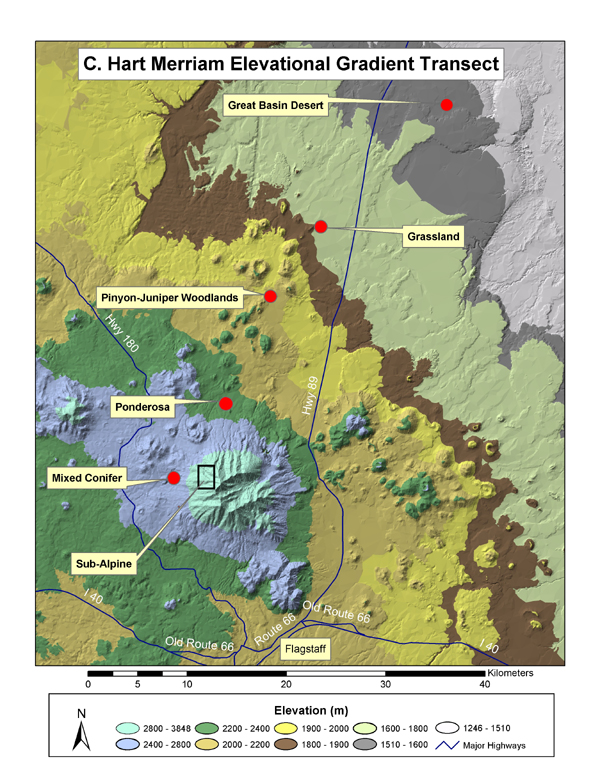 C. Hart Merriam Elevational Gradient Transect
Great Basin Desert
Grassland
Pinyon-Juniper Woodlands
Hwy 180
Hwy 89
Ponderosa
Mixed Conifer
Sub-Alpine
I 40
Old Route 66
Route 66
Old Route 66
I 40
Flagstaff
Kilometers
0 5 10 20 30 40
N
Elevation (m)
2800 - 3848 2200 - 2400 1900 - 2000 1600 - 1800 1246 - 1510
2400 - 2800 2000 - 2200 1800 - 1900 1510 - 1600 Major Highways